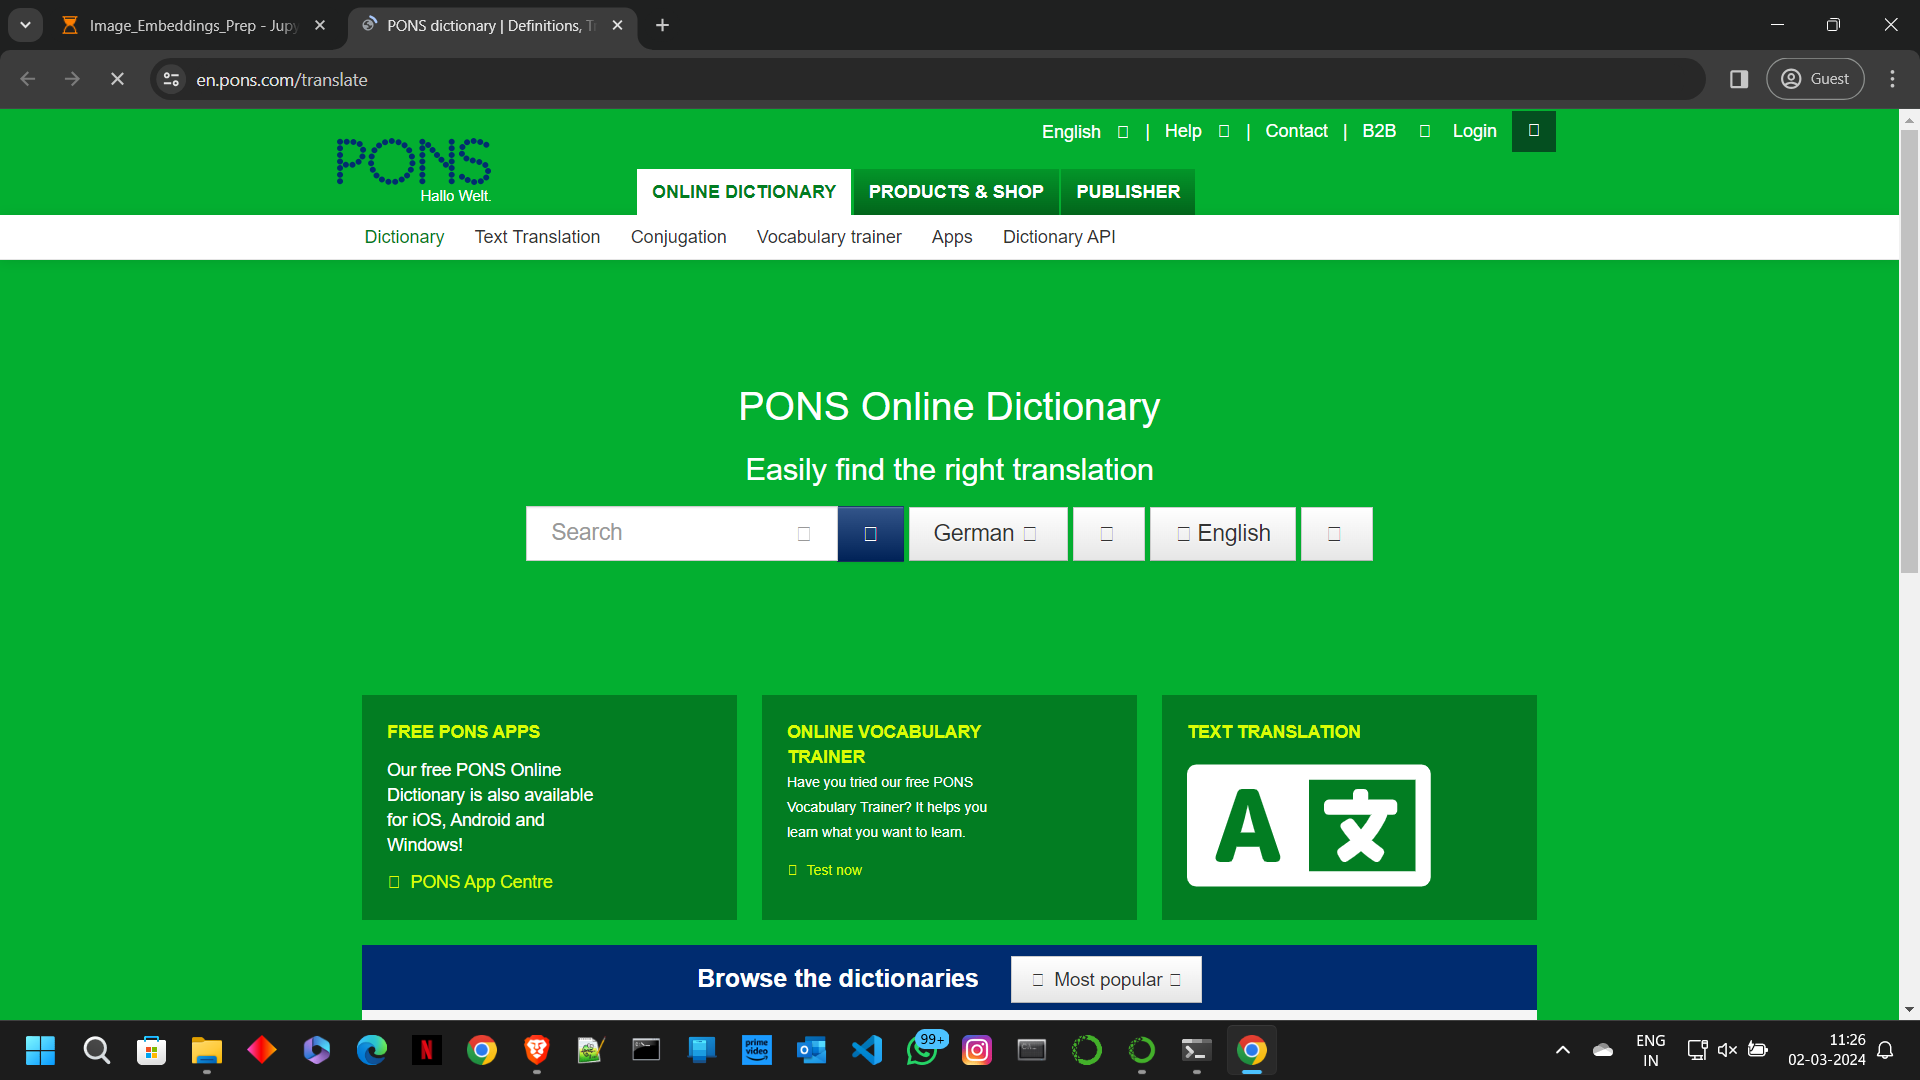 Image_Embeddings_Prep - Jupy
PONS dictionary | Definitions, T
en.pons.com/translate
Guest
English | Help | Contact | B2B Login
PONS
Hallo Welt.
ONLINE DICTIONARY PRODUCTS & SHOP PUBLISHER
Dictionary Text Translation Conjugation Vocabulary trainer Apps Dictionary API
PONS Online Dictionary
Easily find the right translation
Search German English
FREE PONS APPS
Our free PONS Online
Dictionary is also available
for iOS, Android and
Windows!
PONS App Centre
ONLINE VOCABULARY
TRAINER
Have you tried our free PONS
Vocabulary Trainer? It helps you
learn what you want to learn.
Test now
TEXT TRANSLATION
A 文
Browse the dictionaries Most popular
N
prime
video
99+
ENG
IN
11:26
02-03-2024